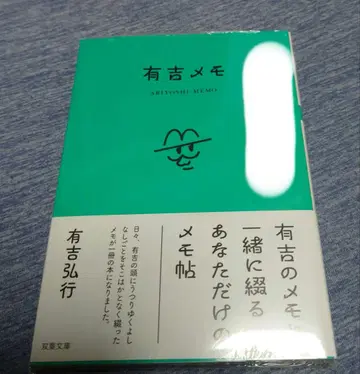 有吉メモ
ARIYOSHI MEMO
有吉のメモ
一緒に綴る
あなただけの
メモ帖
日々、有吉の頭にうつりゆくよし
なしごとをそこはかとなく綴った
メモが一冊の本になりました。
有吉弘行
双葉文庫